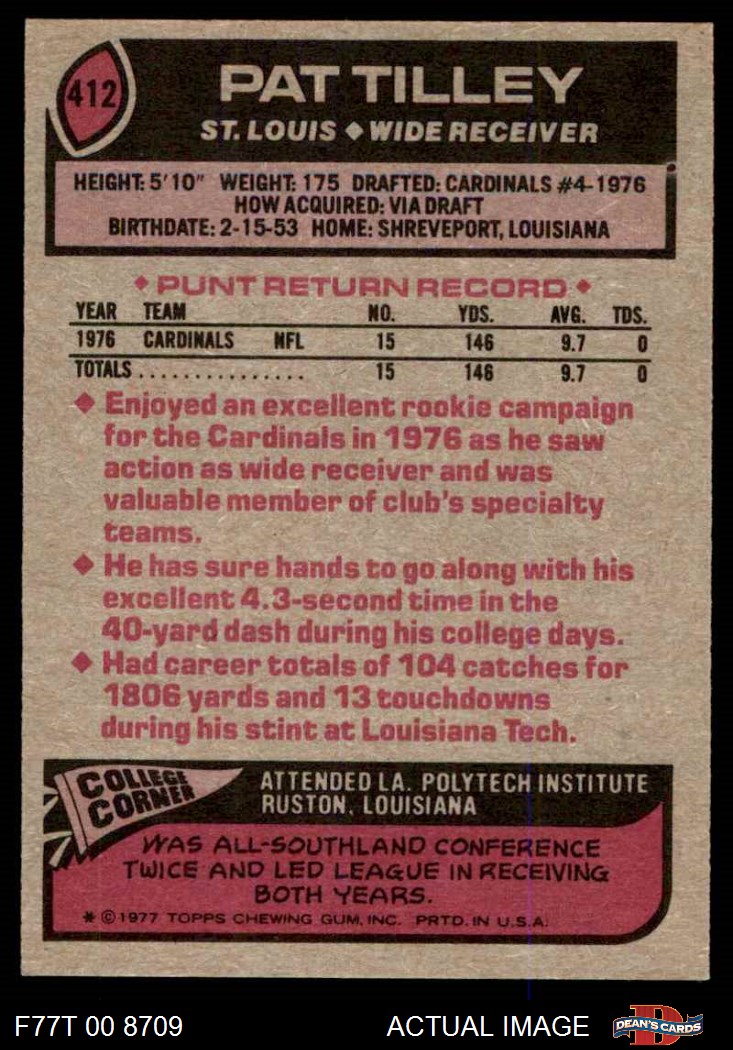 412
PAT TILLEY
ST. LOUIS ◆ WIDE RECEIVER
HEIGHT: 5'10" WEIGHT: 175 DRAFTED: CARDINALS #4-1976
HOW ACQUIRED: VIA DRAFT
BIRTHDATE: 2-15-53 HOME: SHREVEPORT, LOUISIANA
◆ PUNT RETURN RECORD ◆
YEAR TEAM NO. YDS. AVG. TDS.
1976 CARDINALS NFL 15 146 9.7 0
TOTALS . . . . . . . . . . . . . . . 15 146 9.7 0
◆ Enjoyed an excellent rookie campaign
for the Cardinals in 1976 as he saw
action as wide receiver and was
valuable member of club's specialty
teams.
◆ He has sure hands to go along with his
excellent 4.3-second time in the
40-yard dash during his college days.
◆ Had career totals of 104 catches for
1806 yards and 13 touchdowns
during his stint at Louisiana Tech.
COLLEGE
CORNER
ATTENDED LA. POLYTECH INSTITUTE
RUSTON, LOUISIANA
WAS ALL-SOUTHLAND CONFERENCE
TWICE AND LED LEAGUE IN RECEIVING
BOTH YEARS.
* © 1977 TOPPS CHEWING GUM, INC. PRTD. IN U.S.A.
F77T 00 8709
ACTUAL IMAGE
D
DEAN'S CARDS